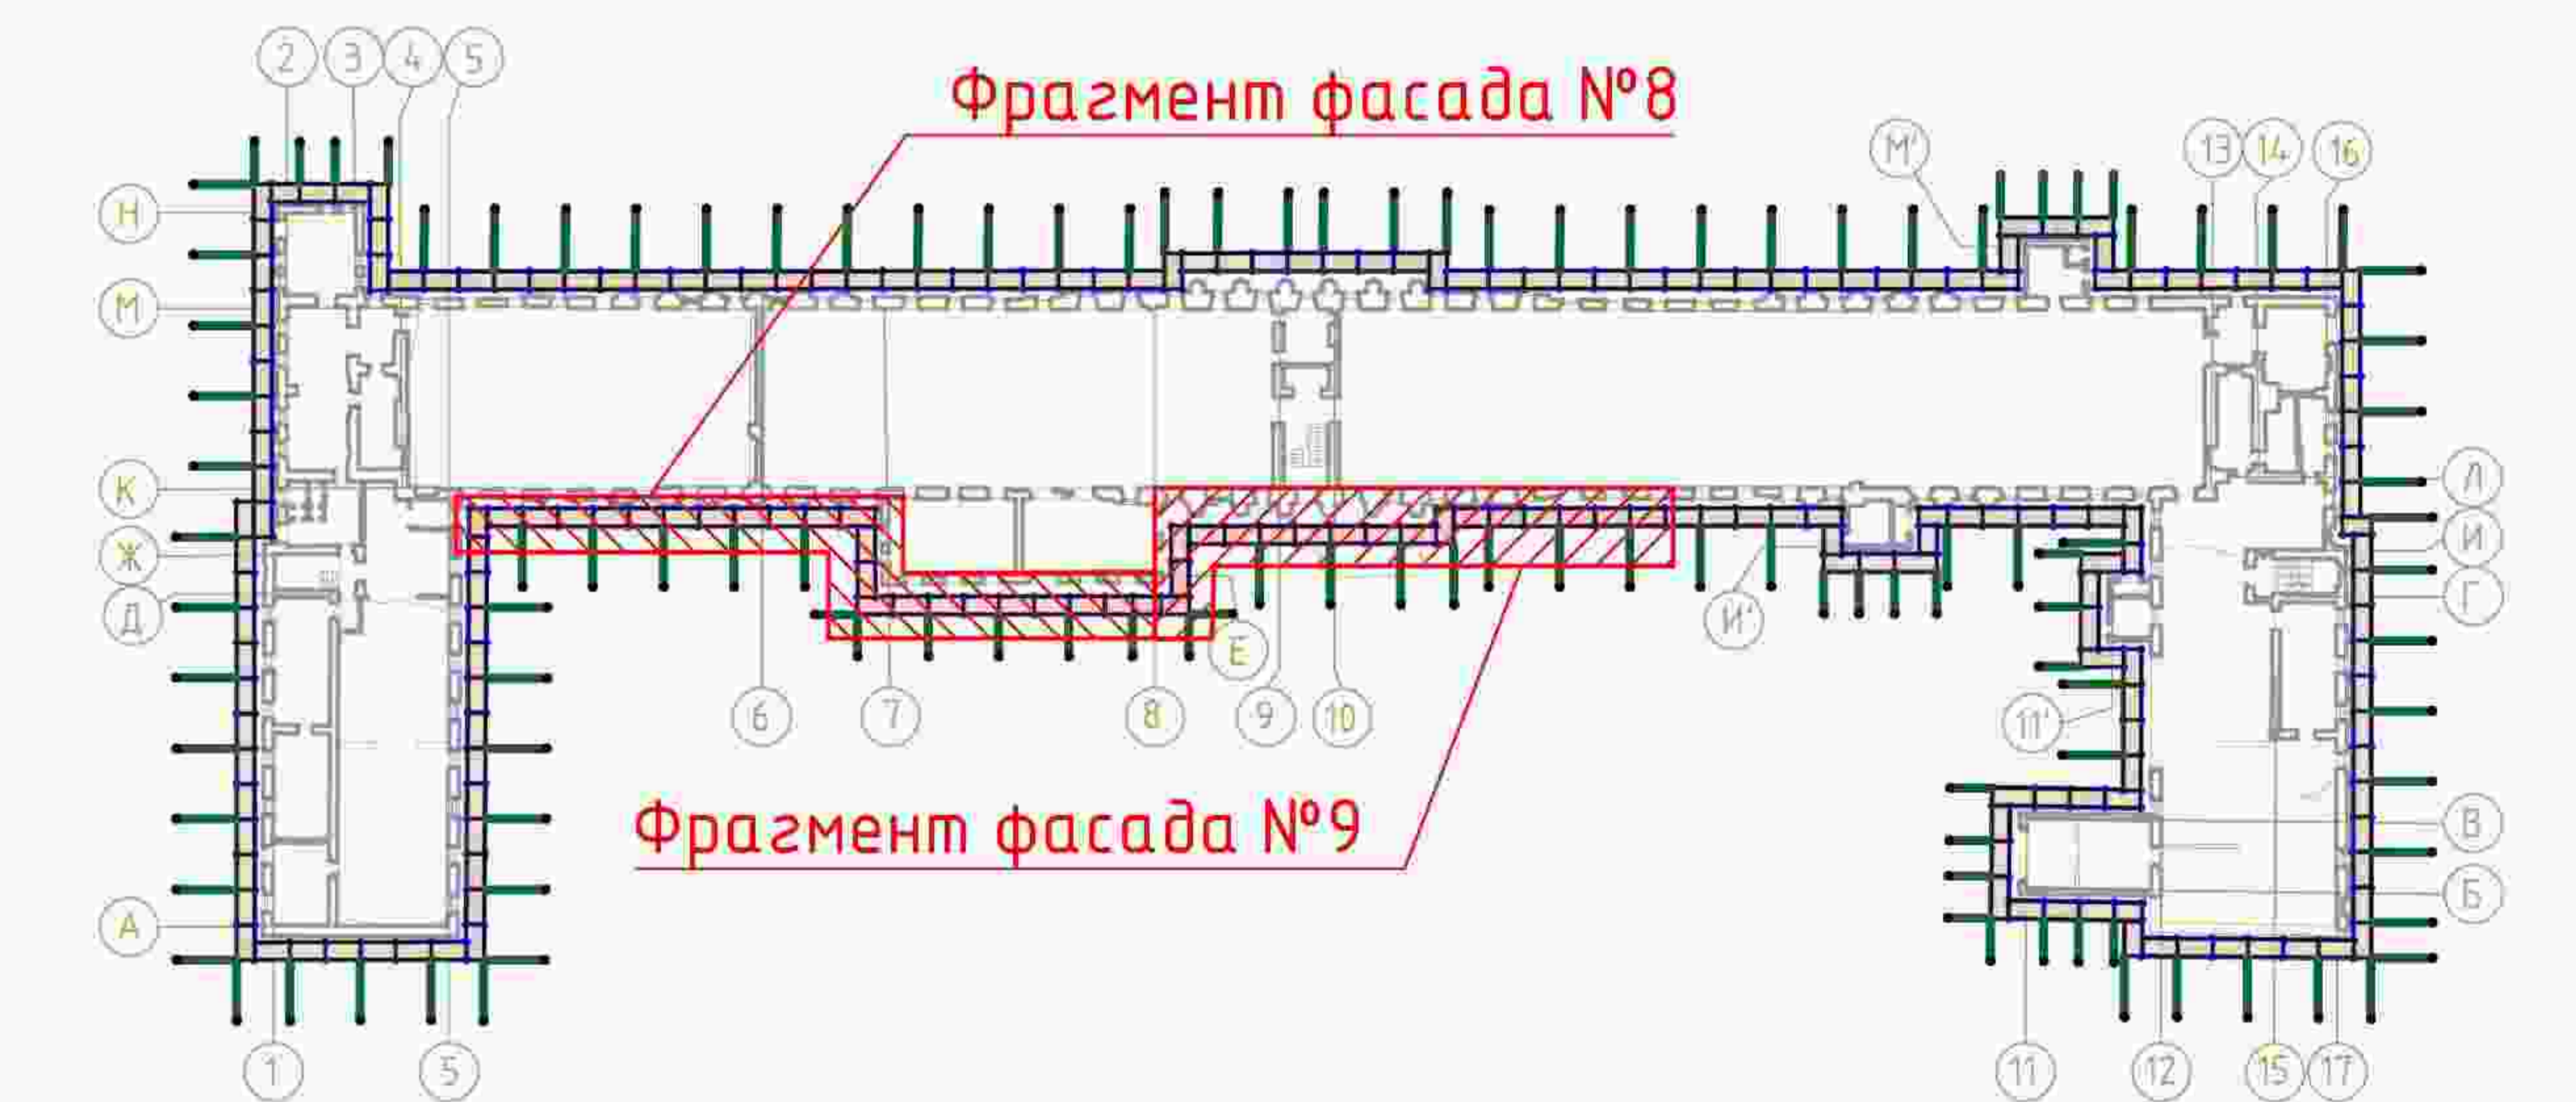 2 3 4 5
Фрагмент фасада №8
М' 13 14 16
Н
М
К
Л
Ж
И
Д
Г
И'
Е
6 7 8 9 10
11'
Фрагмент фасада №9
В
Б
А
1 5 11 12 15 17